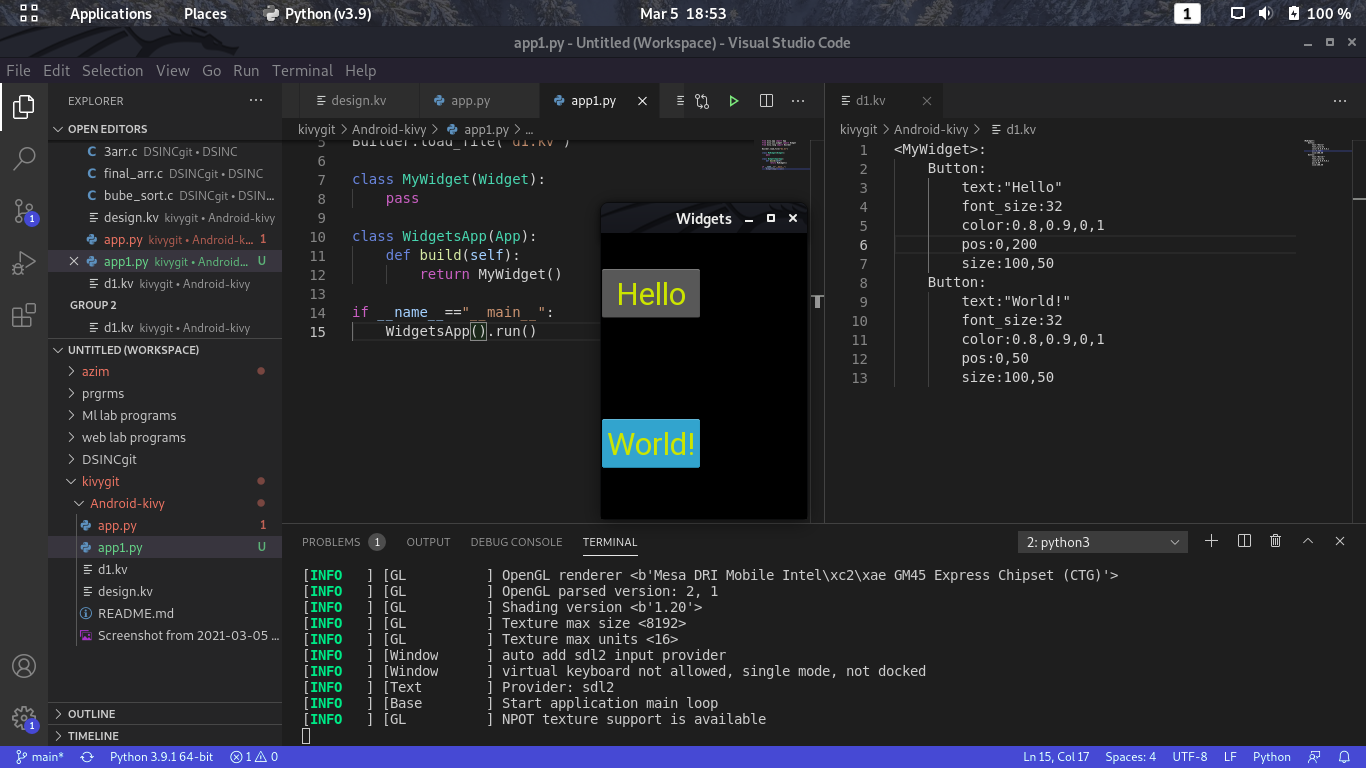 Applications Places Python (v3.9) Mar 5 18:53 1 100 %
app1.py - Untitled (Workspace) - Visual Studio Code
File Edit Selection View Go Run Terminal Help
EXPLORER
OPEN EDITORS
3arr.c DSINCgit • DSINC
final_arr.c DSINCgit • DSINC
bube_sort.c DSINCgit • DSIN...
design.kv kivygit • Android-kivy
app.py kivygit • Android-k... 1
app1.py kivygit • Android... U
d1.kv kivygit • Android-kivy
GROUP 2
d1.kv kivygit • Android-kivy
UNTITLED (WORKSPACE)
azim
prgrms
Ml lab programs
web lab programs
DSINCgit
kivygit
Android-kivy
app.py 1
app1.py U
d1.kv
design.kv
README.md
Screenshot from 2021-03-05 ...
OUTLINE
TIMELINE
1
1
design.kv app.py app1.py
kivygit > Android-kivy > app1.py > ...
5 Builder.load_file("d1.kv")
6
7 class MyWidget(Widget):
8 pass
9
10 class WidgetsApp(App):
11 def build(self):
12 return MyWidget()
13
14 if __name__=="__main__":
15 WidgetsApp().run()
Widgets
Hello
World!
d1.kv
kivygit > Android-kivy > d1.kv
1 <MyWidget>:
2 Button:
3 text:"Hello"
4 font_size:32
5 color:0.8,0.9,0,1
6 pos:0,200
7 size:100,50
8 Button:
9 text:"World!"
10 font_size:32
11 color:0.8,0.9,0,1
12 pos:0,50
13 size:100,50
PROBLEMS 1 OUTPUT DEBUG CONSOLE TERMINAL 2: python3
[INFO ] [GL ] OpenGL renderer <b'Mesa DRI Mobile Intel\xc2\xae GM45 Express Chipset (CTG)'>
[INFO ] [GL ] OpenGL parsed version: 2, 1
[INFO ] [GL ] Shading version <b'1.20'>
[INFO ] [GL ] Texture max size <8192>
[INFO ] [GL ] Texture max units <16>
[INFO ] [Window ] auto add sdl2 input provider
[INFO ] [Window ] virtual keyboard not allowed, single mode, not docked
[INFO ] [Text ] Provider: sdl2
[INFO ] [Base ] Start application main loop
[INFO ] [GL ] NPOT texture support is available
main* Python 3.9.1 64-bit 1 0 Ln 15, Col 17 Spaces: 4 UTF-8 LF Python